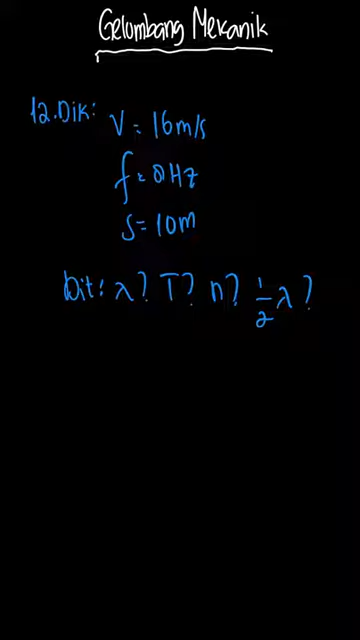 Gelombang Mekanik
12. Dik: V = 16 m/s
f = 8 Hz
S = 10 m
Dit: λ? T? n? 1/2 λ?